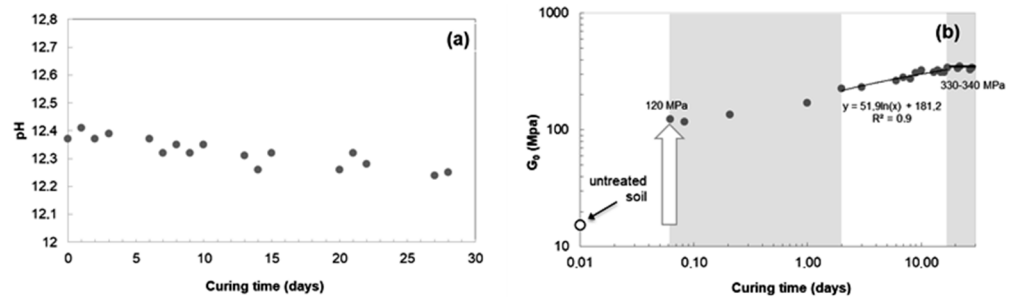 (a)
12,8
12,7
12,6
12,5
12,4
12,3
12,2
12,1
12
pH
0 5 10 15 20 25 30
Curing time (days)
(b)
1000
100
10
G₀ (Mpa)
120 MPa
330-340 MPa
y = 51,9ln(x) + 181,2
R² = 0.9
untreated
soil
0,01 0,10 1,00 10,00
Curing time (days)